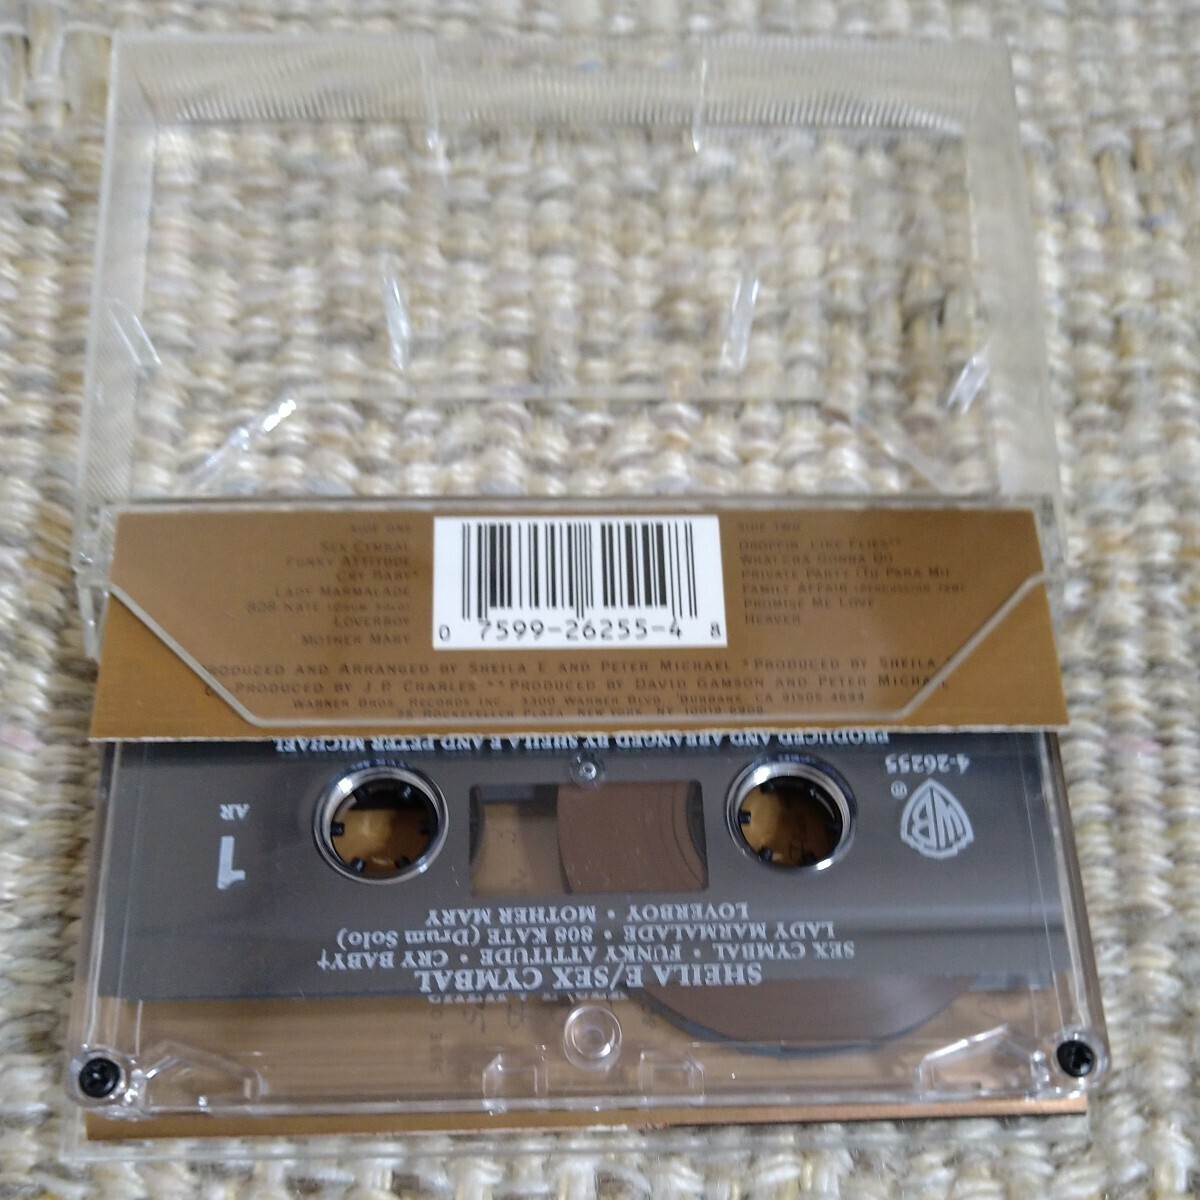 SIDE ONE
SEX CYMBAL
FUNKY ATTITUDE
CRY BABY*
LADY MARMALADE
808 KATE (DRUM SOLO)
LOVERBOY
MOTHER MARY
0 7599-26255-4 8
SIDE TWO
DROPPIN' LIKE FLIES**
WHATCHA GONNA DO
PRIVATE PARTY (TU PARA MI)
FAMILY AFFAIR
PROMISE ME LOVE
HEAVEN
PRODUCED AND ARRANGED BY SHEILA E AND PETER MICHAEL * PRODUCED BY SHEILA
PRODUCED BY J.P. CHARLES ** PRODUCED BY DAVID GAMSON AND PETER MICHAEL
WARNER BROS. RECORDS INC. 3300 WARNER BLVD. BURBANK, CA 91505-4694
75 ROCKEFELLER PLAZA, NEW YORK, NY 10019-6908
SHEILA E/SEX CYMBAL
SEX CYMBAL • FUNKY ATTITUDE • CRY BABY†
LADY MARMALADE • 808 KATE (Drum Solo)
LOVERBOY • MOTHER MARY
WB®
1
AR
4-26255
PRODUCED AND ARRANGED BY SHEILA E AND PETER MICHAEL